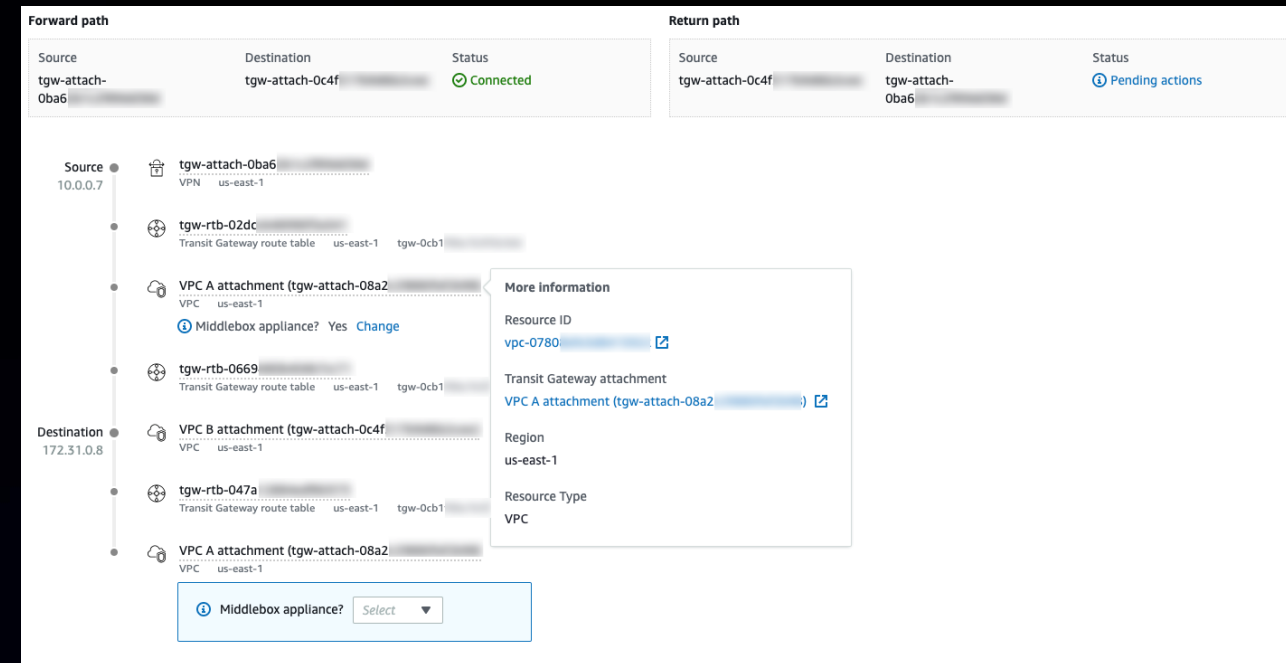 Forward path
Return path
Source Destination Status
tgw-attach-0ba6 tgw-attach-0c4f Connected
Source Destination Status
tgw-attach-0c4f tgw-attach-0ba6 Pending actions
Source
10.0.0.7
tgw-attach-0ba6
VPN us-east-1
tgw-rtb-02dc
Transit Gateway route table us-east-1 tgw-0cb1
VPC A attachment (tgw-attach-08a2
VPC us-east-1
Middlebox appliance? Yes Change
tgw-rtb-0669
Transit Gateway route table us-east-1 tgw-0cb1
Destination
172.31.0.8
VPC B attachment (tgw-attach-0c4f
VPC us-east-1
tgw-rtb-047a
Transit Gateway route table us-east-1 tgw-0cb1
VPC A attachment (tgw-attach-08a2
VPC us-east-1
Middlebox appliance? Select
More information
Resource ID
vpc-0780
Transit Gateway attachment
VPC A attachment (tgw-attach-08a2 )
Region
us-east-1
Resource Type
VPC